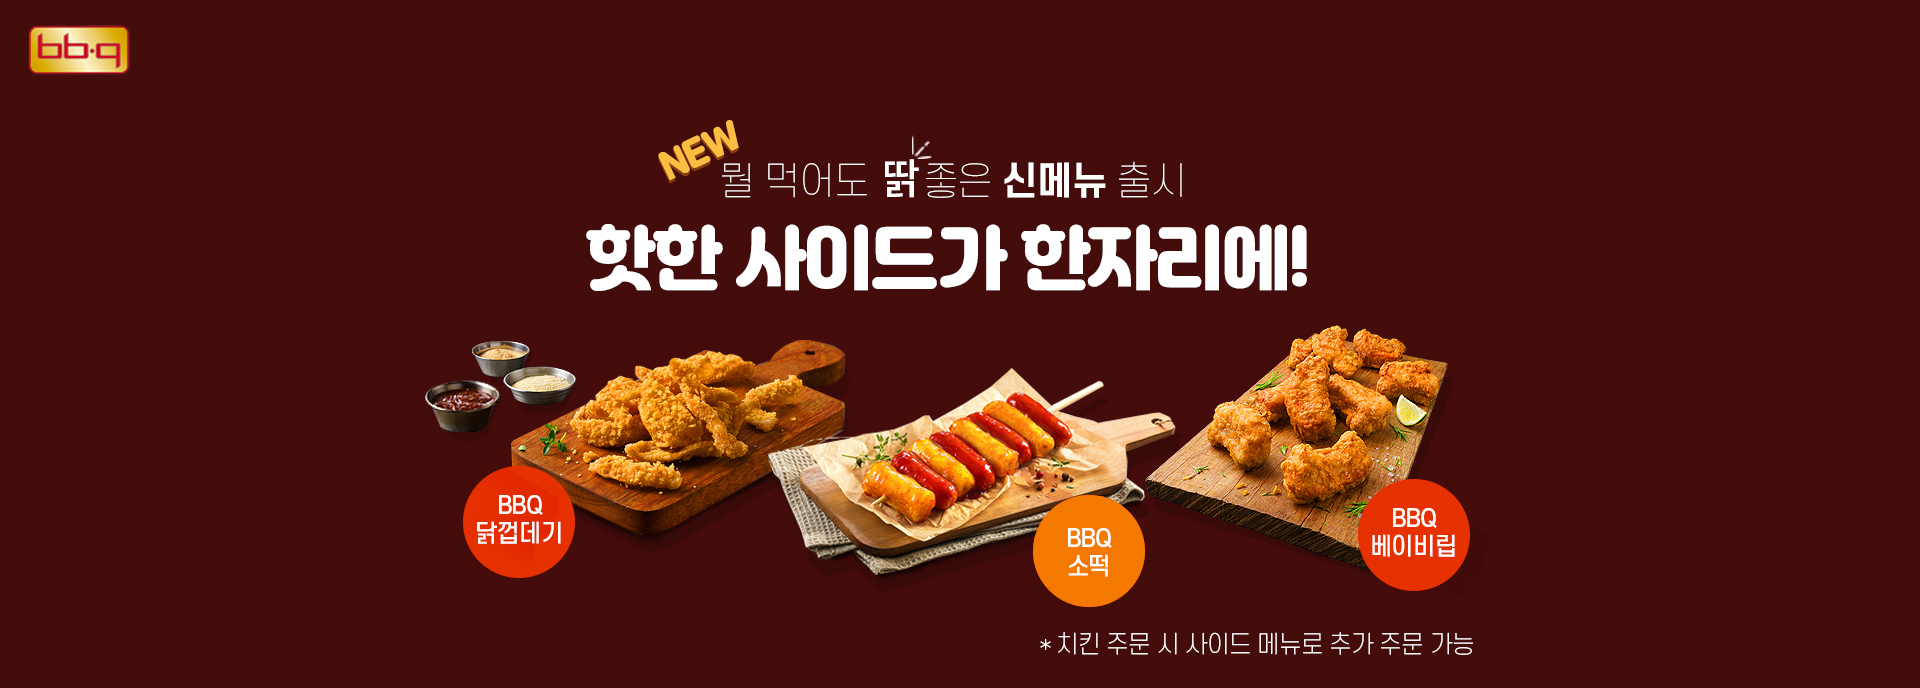 bb·q
NEW
뭘 먹어도 딹 좋은 신메뉴 출시
핫한 사이드가 한자리에!
BBQ
닭껍데기
BBQ
소떡
BBQ
베이비립
* 치킨 주문 시 사이드 메뉴로 추가 주문 가능